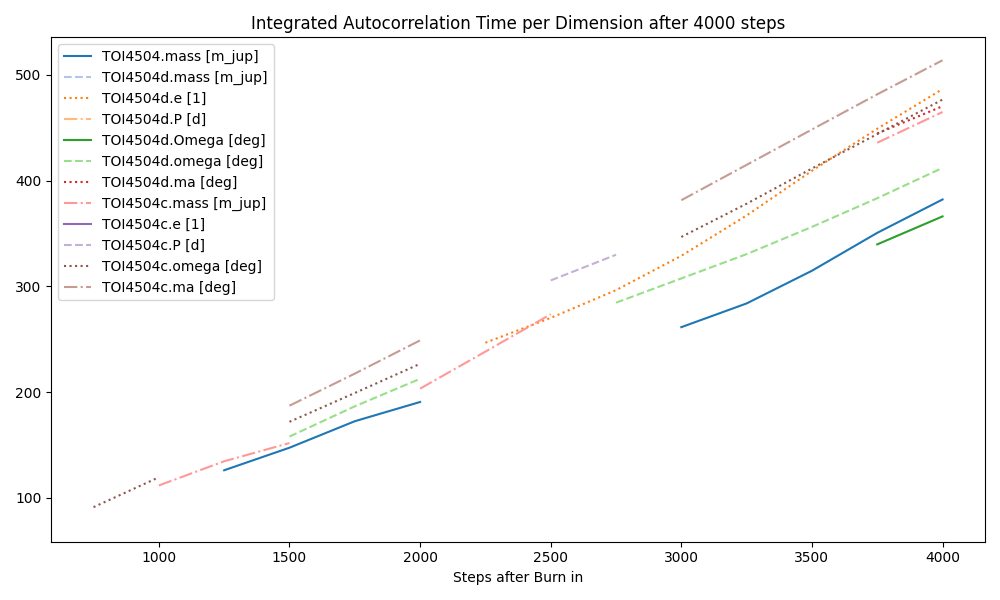 Integrated Autocorrelation Time per Dimension after 4000 steps
500
400
300
200
100
TOI4504.mass [m_jup]
TOI4504d.mass [m_jup]
TOI4504d.e [1]
TOI4504d.P [d]
TOI4504d.Omega [deg]
TOI4504d.omega [deg]
TOI4504d.ma [deg]
TOI4504c.mass [m_jup]
TOI4504c.e [1]
TOI4504c.P [d]
TOI4504c.omega [deg]
TOI4504c.ma [deg]
1000 1500 2000 2500 3000 3500 4000
Steps after Burn in